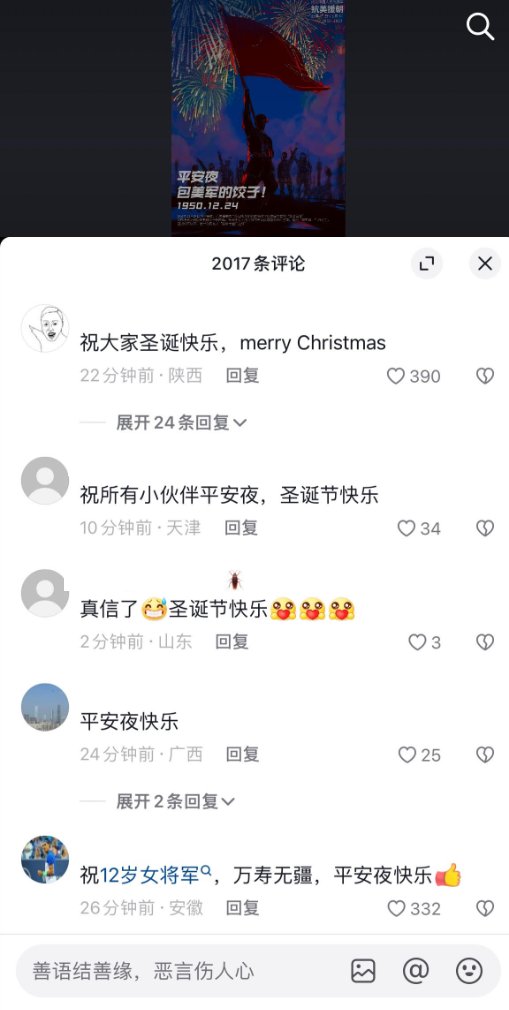 抗美援朝
平安夜
包美军的饺子！
1950.12.24
2017条评论
祝大家圣诞快乐，merry Christmas
22分钟前 · 陕西 回复 390
展开24条回复
祝所有小伙伴平安夜，圣诞节快乐
10分钟前 · 天津 回复 34
真信了😅圣诞节快乐🥰🥰🥰
2分钟前 · 山东 回复 3
平安夜快乐
24分钟前 · 广西 回复 25
展开2条回复
祝12岁女将军，万寿无疆，平安夜快乐👍
26分钟前 · 安徽 回复 332
善语结善缘，恶言伤人心